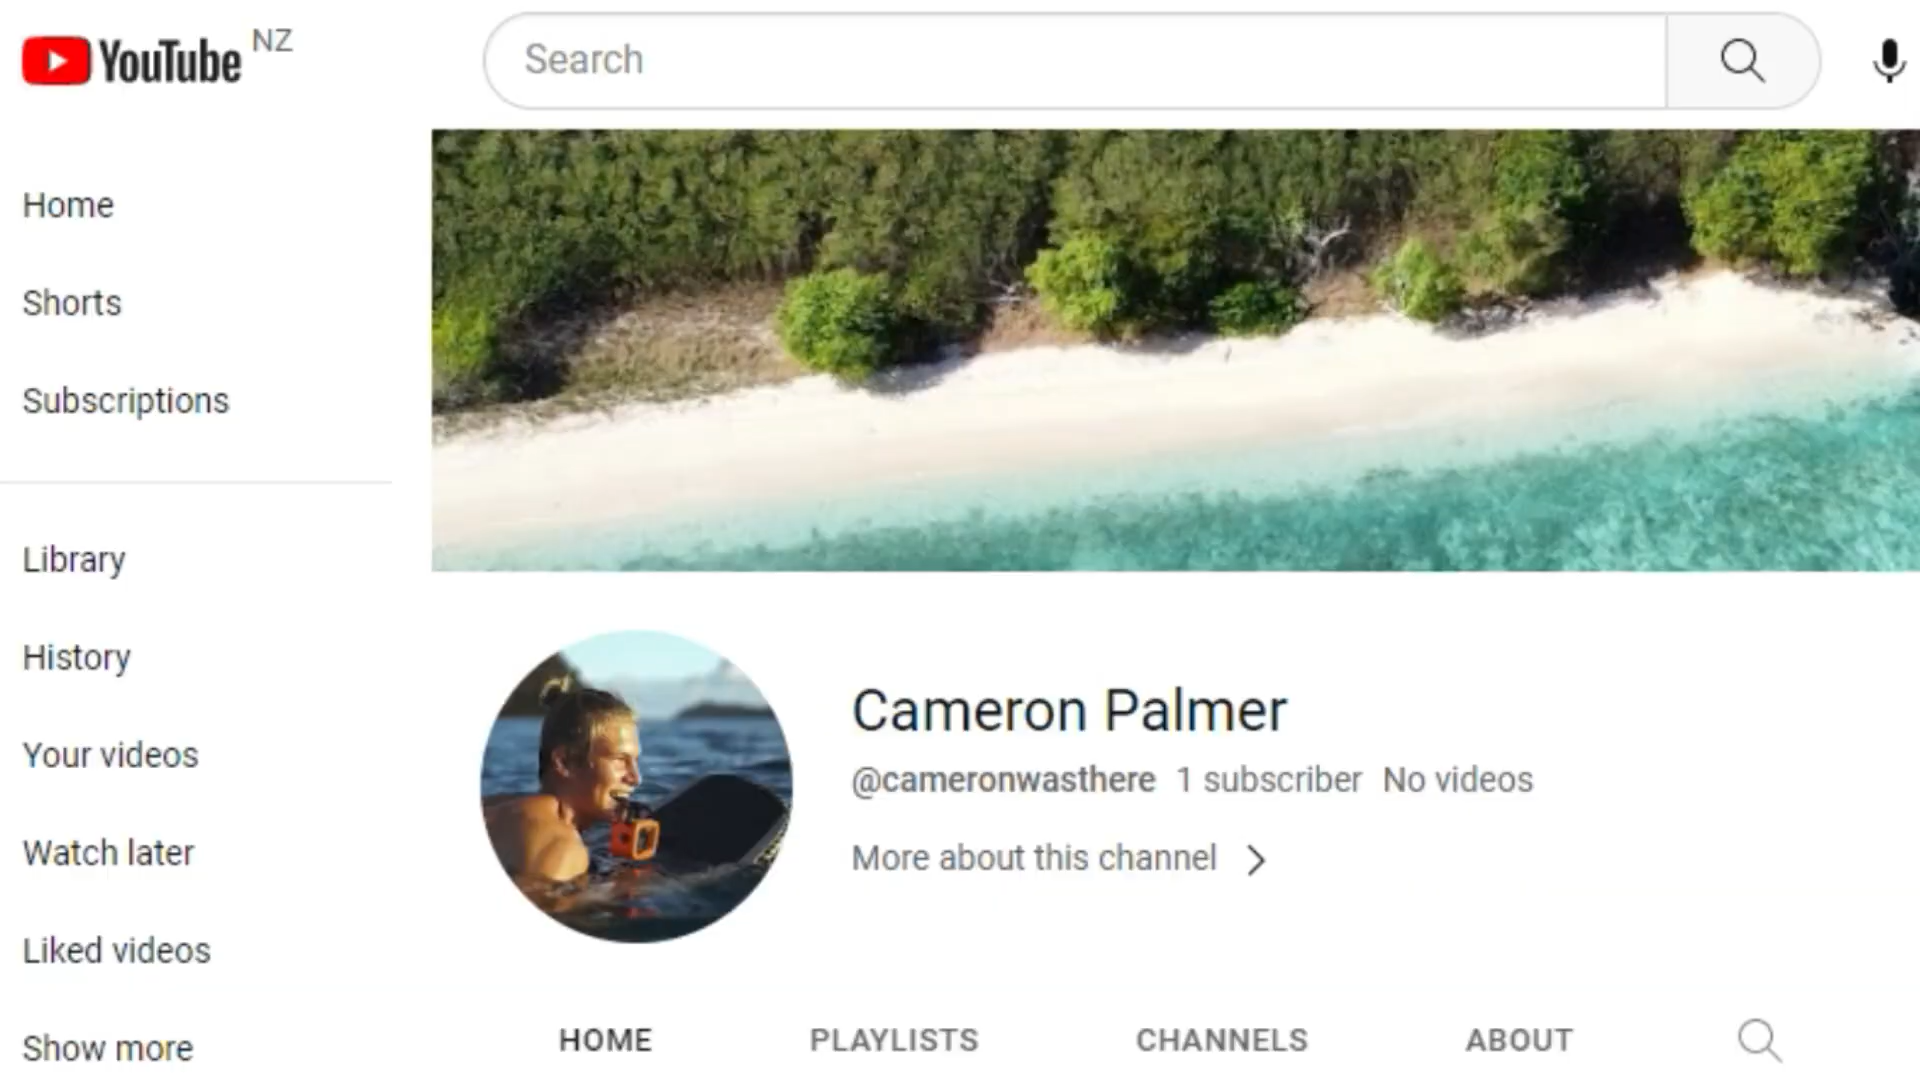 YouTube NZ
Search
Home
Shorts
Subscriptions
Library
History
Your videos
Watch later
Liked videos
Show more
Cameron Palmer
@cameronwasthere 1 subscriber No videos
More about this channel
HOME PLAYLISTS CHANNELS ABOUT